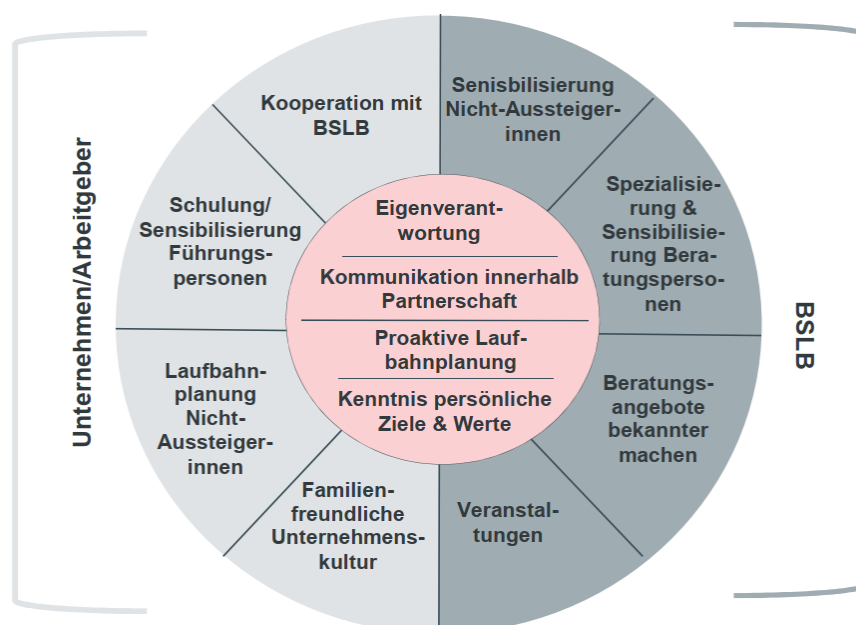 Unternehmen/Arbeitgeber
Kooperation mit
BSLB
Schulung/
Sensibilisierung
Führungs-
personen
Laufbahn-
planung
Nicht-
Aussteiger-
innen
Familien-
freundliche
Unternehmens-
kultur
Eigenverant-
wortung
Kommunikation innerhalb
Partnerschaft
Proaktive Lauf-
bahnplanung
Kenntnis persönliche
Ziele & Werte
Senisbilisierung
Nicht-Aussteiger-
innen
Spezialisie-
rung &
Sensibilisie-
rung Bera-
tungsperso-
nen
Beratungs-
angebote
bekannter
machen
Veranstal-
tungen
BSLB